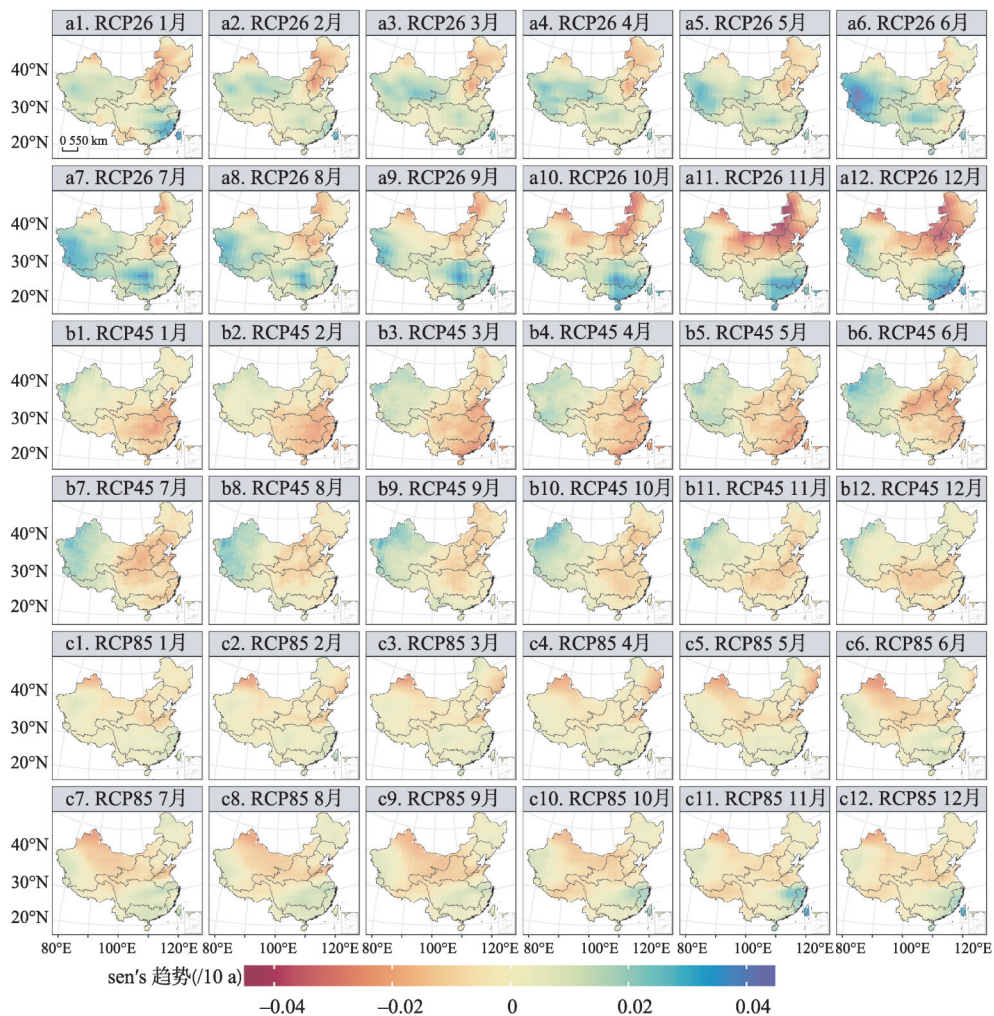 a1. RCP26 1月 a2. RCP26 2月 a3. RCP26 3月 a4. RCP26 4月 a5. RCP26 5月 a6. RCP26 6月
40°N
30°N
20°N
0 550 km
a7. RCP26 7月 a8. RCP26 8月 a9. RCP26 9月 a10. RCP26 10月 a11. RCP26 11月 a12. RCP26 12月
40°N
30°N
20°N
b1. RCP45 1月 b2. RCP45 2月 b3. RCP45 3月 b4. RCP45 4月 b5. RCP45 5月 b6. RCP45 6月
40°N
30°N
20°N
b7. RCP45 7月 b8. RCP45 8月 b9. RCP45 9月 b10. RCP45 10月 b11. RCP45 11月 b12. RCP45 12月
40°N
30°N
20°N
c1. RCP85 1月 c2. RCP85 2月 c3. RCP85 3月 c4. RCP85 4月 c5. RCP85 5月 c6. RCP85 6月
40°N
30°N
20°N
c7. RCP85 7月 c8. RCP85 8月 c9. RCP85 9月 c10. RCP85 10月 c11. RCP85 11月 c12. RCP85 12月
40°N
30°N
20°N
80°E 100°E 120°E 80°E 100°E 120°E 80°E 100°E 120°E 80°E 100°E 120°E 80°E 100°E 120°E 80°E 100°E 120°E
sen's 趋势(/10 a)
−0.04 −0.02 0 0.02 0.04